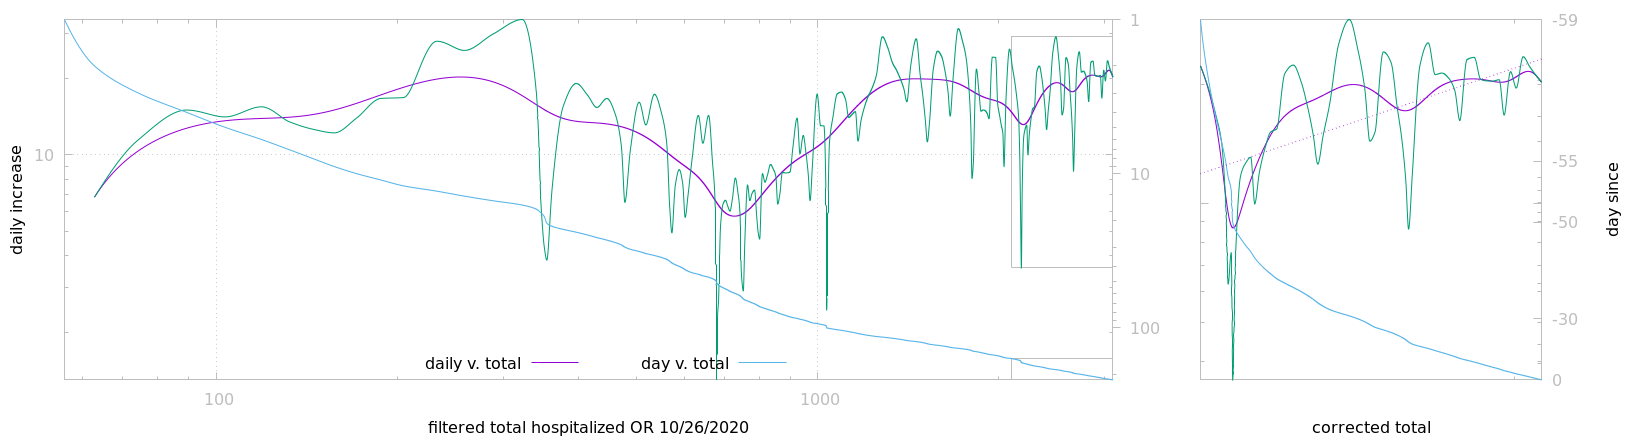 1
-59
10
10
-55
-50
daily increase
day since
100
-30
daily v. total
day v. total
0
100
1000
filtered total hospitalized OR 10/26/2020
corrected total